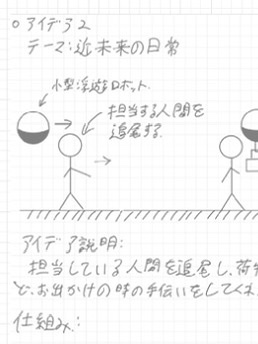 ○アイデア2
テーマ:近未来の日常
小型浮遊ロボット.
担当する人間を
追尾する.
アイデア説明:
担当している人間を追尾し、荷
ど、お出かけの時の手伝いをしてくれ
仕組み: